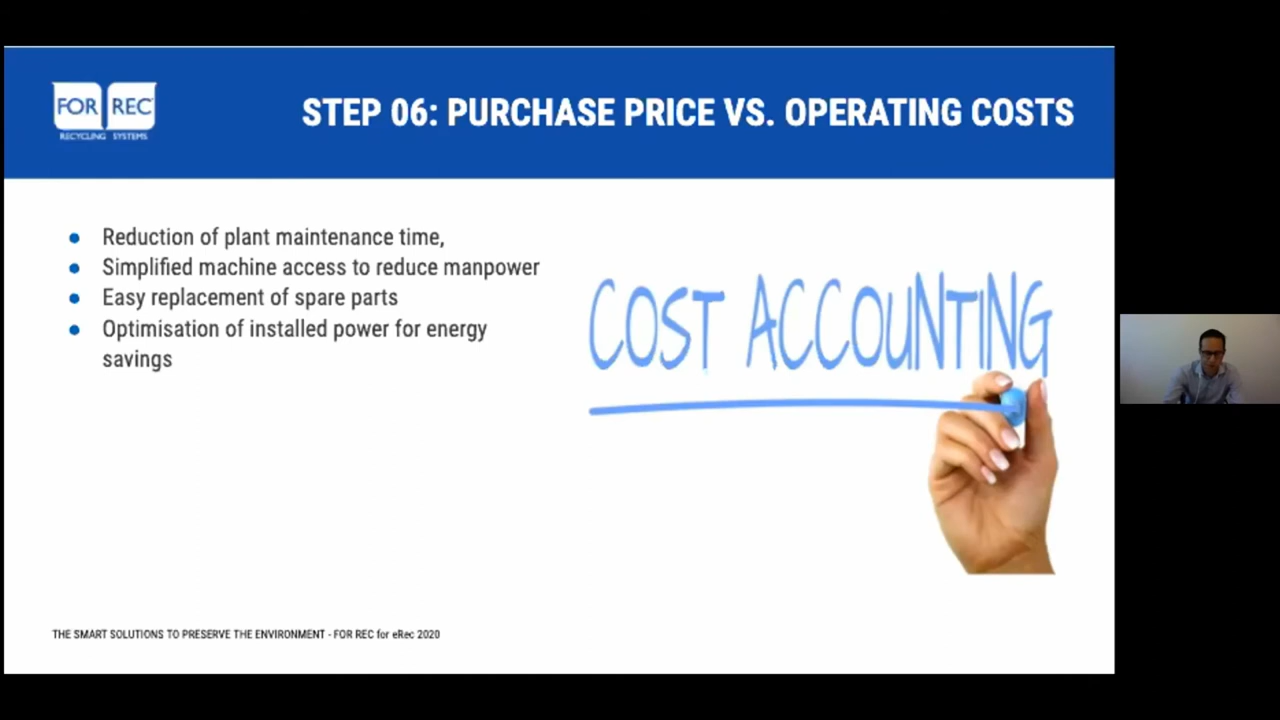 FOR REC
RECYCLING SYSTEMS
STEP 06: PURCHASE PRICE VS. OPERATING COSTS
● Reduction of plant maintenance time,
● Simplified machine access to reduce manpower
● Easy replacement of spare parts
● Optimisation of installed power for energy
savings
COST ACCOUNTING
THE SMART SOLUTIONS TO PRESERVE THE ENVIRONMENT - FOR REC for eRec 2020